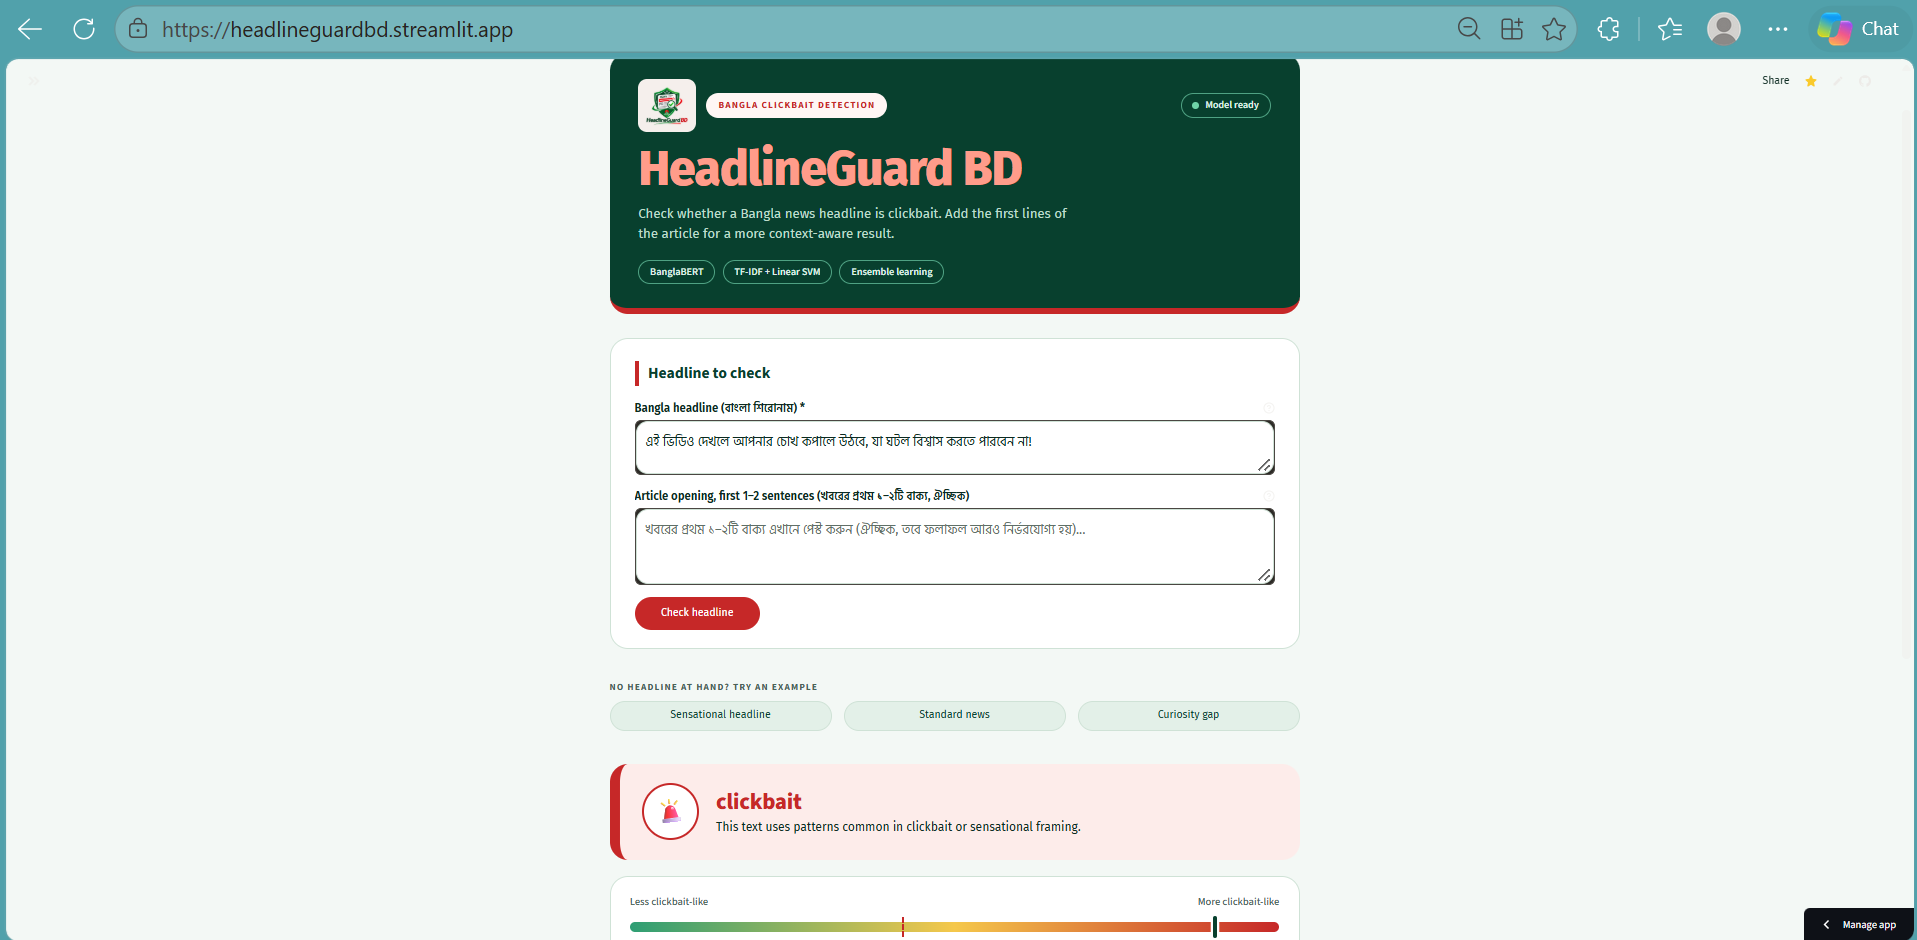 https://headlineguardbd.streamlit.app
Chat
Share
HeadlineGuardBD
BANGLA CLICKBAIT DETECTION
Model ready
HeadlineGuard BD
Check whether a Bangla news headline is clickbait. Add the first lines of
the article for a more context-aware result.
BanglaBERT
TF-IDF + Linear SVM
Ensemble learning
Headline to check
Bangla headline (বাংলা শিরোনাম) *
এই ভিডিও দেখলে আপনার চোখ কপালে উঠবে, যা ঘটল বিশ্বাস করতে পারবেন না!
Article opening, first 1–2 sentences (খবরের প্রথম ১–২টি বাক্য, ঐচ্ছিক)
খবরের প্রথম ১–২টি বাক্য এখানে পেস্ট করুন (ঐচ্ছিক, তবে ফলাফল আরও নির্ভরযোগ্য হয়)...
Check headline
NO HEADLINE AT HAND? TRY AN EXAMPLE
Sensational headline
Standard news
Curiosity gap
clickbait
This text uses patterns common in clickbait or sensational framing.
Less clickbait-like
More clickbait-like
Manage app